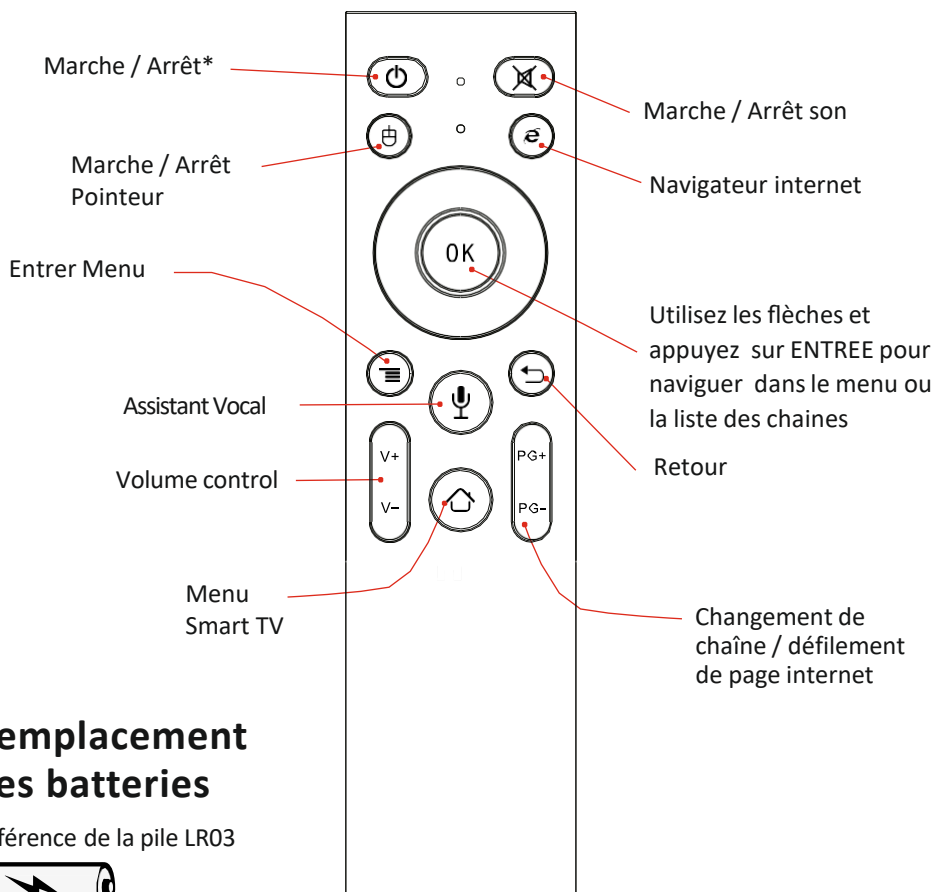 Marche / Arrêt*
Marche / Arrêt son
Marche / Arrêt
Pointeur
Navigateur internet
OK
Entrer Menu
Utilisez les flèches et
appuyez sur ENTREE pour
naviguer dans le menu ou
la liste des chaines
Assistant Vocal
Retour
V+
PG+
Volume control
V−
PG−
Menu
Smart TV
Changement de
chaîne / défilement
de page internet
emplacement
es batteries
férence de la pile LR03